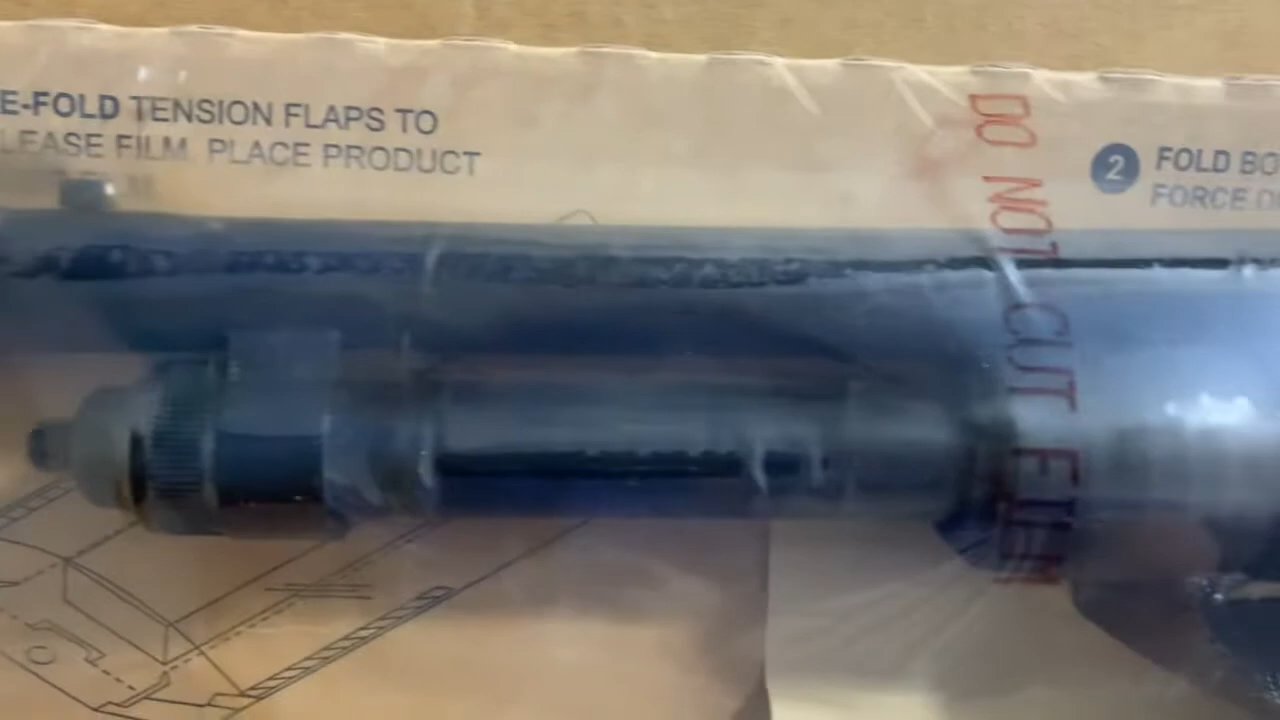 E-FOLD TENSION FLAPS TO
LEASE FILM. PLACE PRODUCT
DO NOT CUT FILM
2 FOLD BO
FORCE D